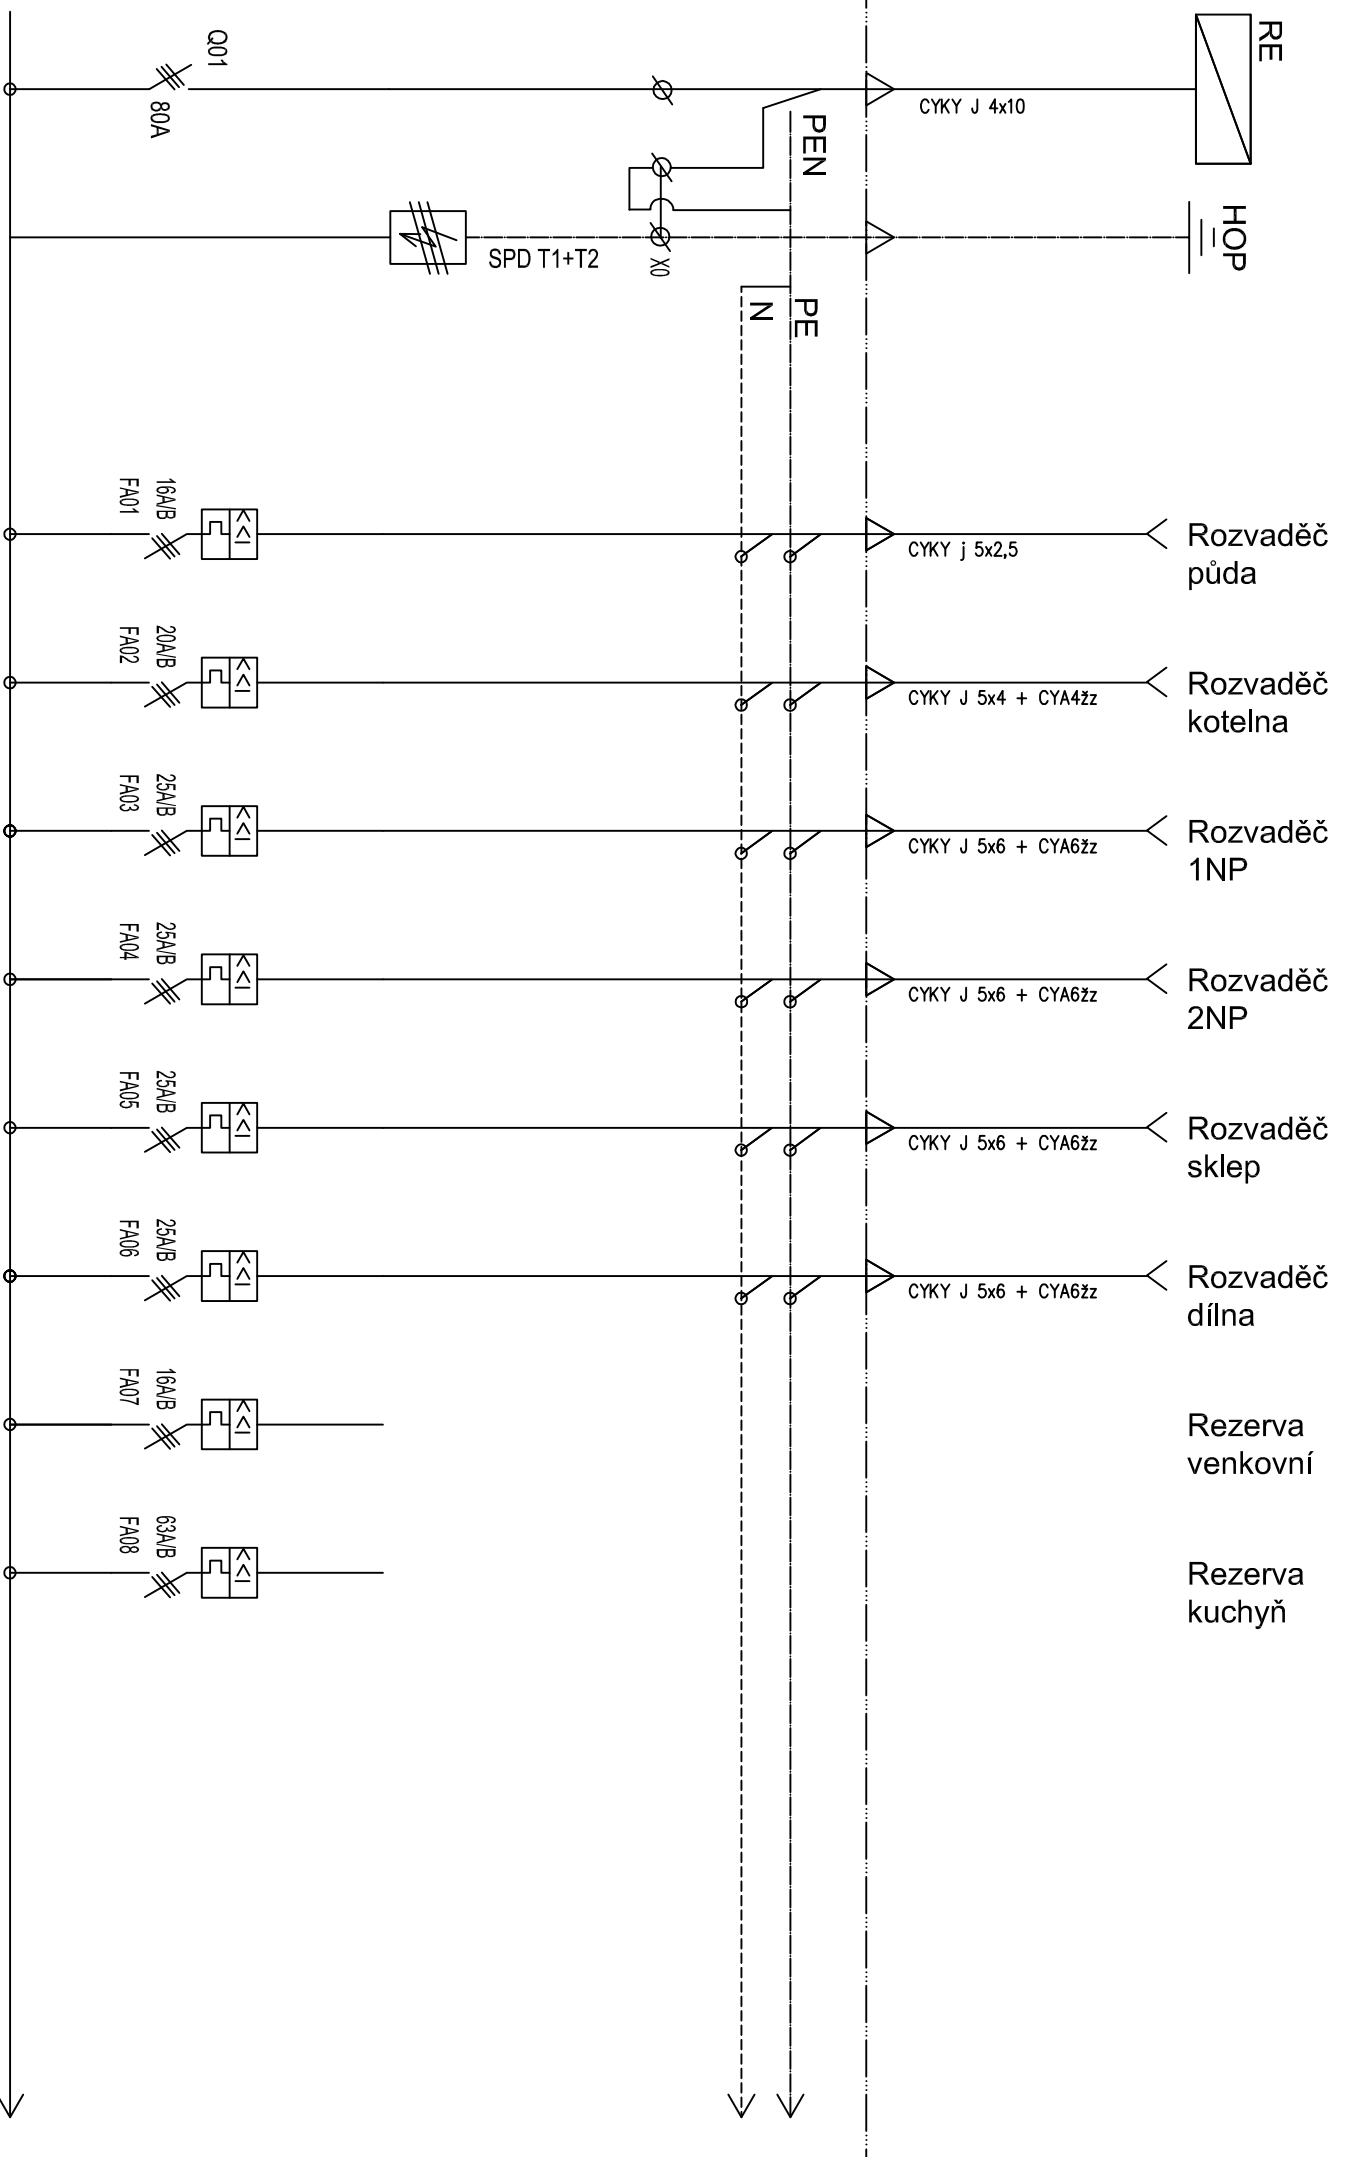 RE
Q01
80A
CYKY J 4x10
PEN
HOP
SPD T1+T2
X0
N
PE
16A/B
FA01
CYKY j 5x2,5
Rozvaděč
půda
20A/B
FA02
CYKY J 5x4 + CYA4žz
Rozvaděč
kotelna
25A/B
FA03
CYKY J 5x6 + CYA6žz
Rozvaděč
1NP
25A/B
FA04
CYKY J 5x6 + CYA6žz
Rozvaděč
2NP
25A/B
FA05
CYKY J 5x6 + CYA6žz
Rozvaděč
sklep
25A/B
FA06
CYKY J 5x6 + CYA6žz
Rozvaděč
dílna
16A/B
FA07
Rezerva
venkovní
63A/B
FA08
Rezerva
kuchyň